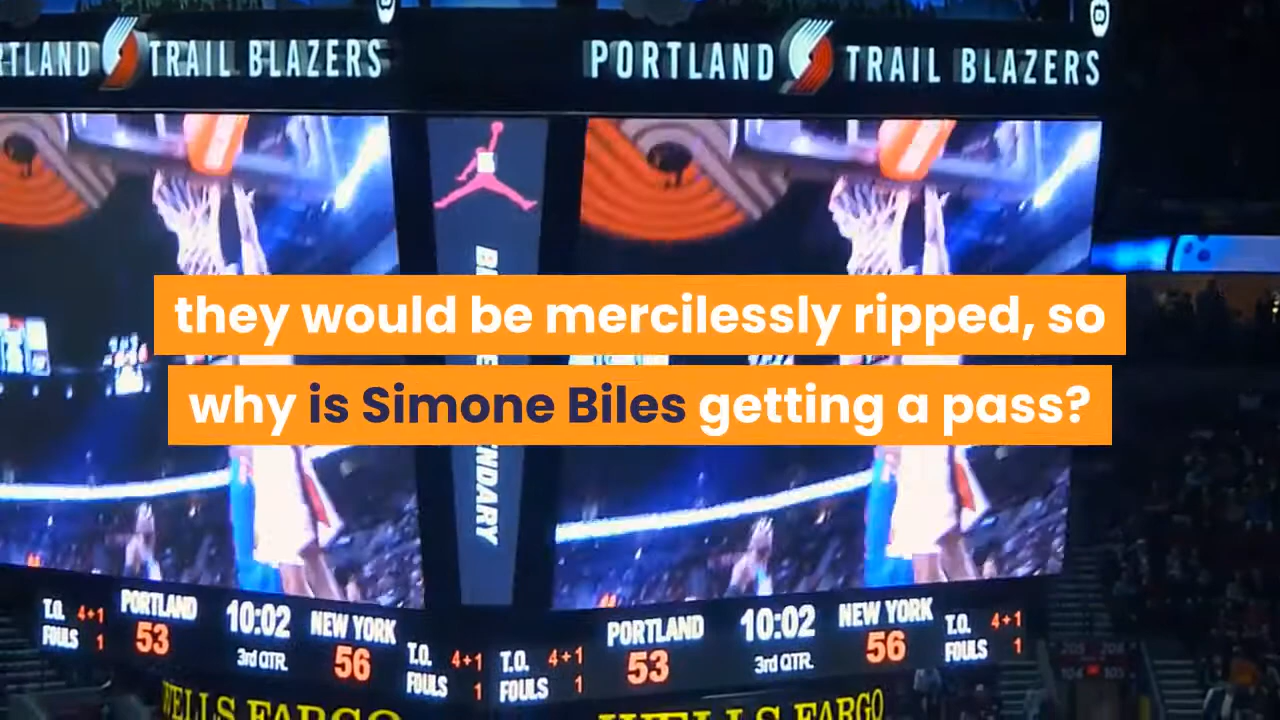 RTLAND TRAIL BLAZERS
PORTLAND TRAIL BLAZERS
they would be mercilessly ripped, so
why is Simone Biles getting a pass?
NDARY
T.O. 4+1
FOULS 1
PORTLAND
53
10:02
3rd QTR.
NEW YORK
56
T.O. 4+1
FOULS 1
T.O. 4+1
FOULS 1
PORTLAND
53
10:02
3rd QTR.
NEW YORK
56
T.O. 4+1
FOULS 1
WELLS FARGO
WELLS FARGO